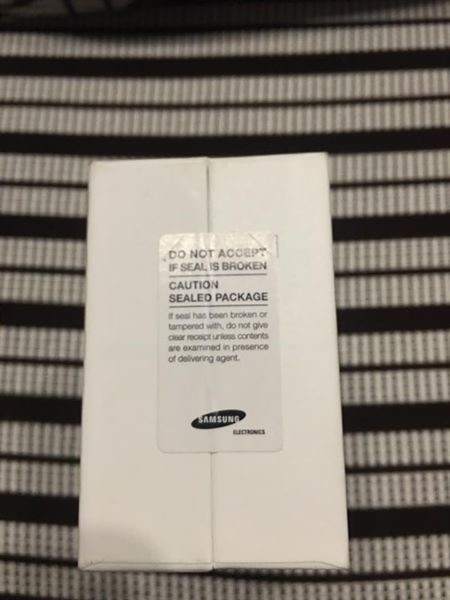 DO NOT ACCEPT
IF SEAL IS BROKEN
CAUTION
SEALED PACKAGE
If seal has been broken or
tampered with, do not give
clear receipt unless contents
are examined in presence
of delivering agent.
SAMSUNG
ELECTRONICS